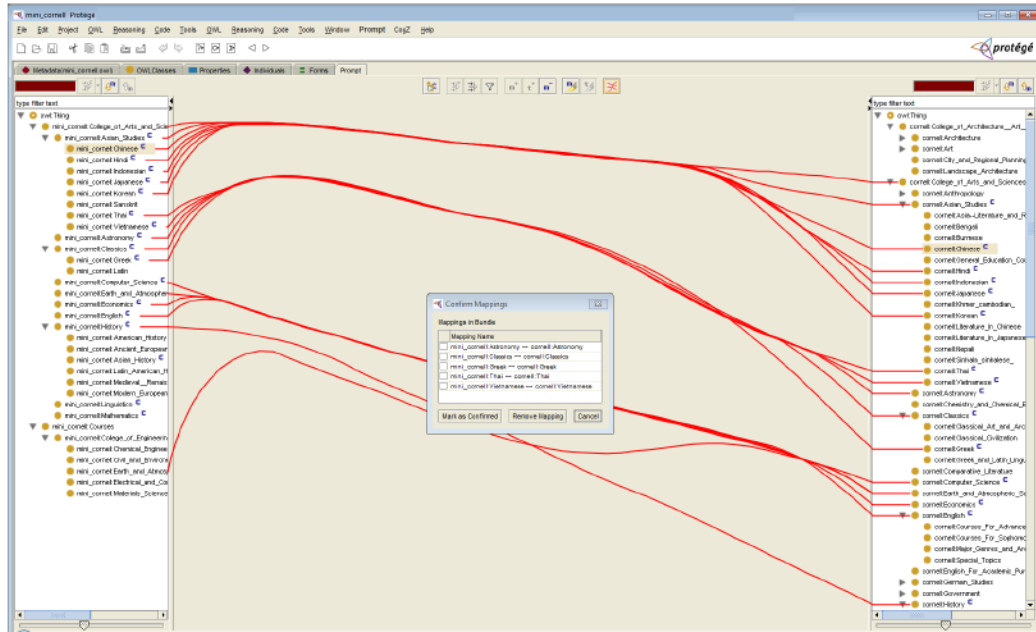 mini_cornell Protégé
File Edit Project OWL Reasoning Code Tools OWL Reasoning Code Tools Window Prompt CogZ Help
protégé
Metadata(mini_cornell.owl) OWLClasses Properties Individuals Forms Prompt
type filter text
owl:Thing
mini_cornell:College_of_Arts_and_Scie
mini_cornell:Asian_Studies C
mini_cornell:Chinese C
mini_cornell:Hindi C
mini_cornell:Indonesian C
mini_cornell:Japanese C
mini_cornell:Korean C
mini_cornell:Sanskrit
mini_cornell:Thai C
mini_cornell:Vietnamese C
mini_cornell:Astronomy C
mini_cornell:Classics C
mini_cornell:Greek C
mini_cornell:Latin
mini_cornell:Computer_Science C
mini_cornell:Earth_and_Atmosphere
mini_cornell:Economics C
mini_cornell:English C
mini_cornell:History C
mini_cornell:American_History
mini_cornell:Ancient_European
mini_cornell:Asian_History
mini_cornell:Latin_American_H
mini_cornell:Medieval__Renais
mini_cornell:Modern_European
mini_cornell:Linguistics C
mini_cornell:Mathematics C
mini_cornell:Courses
mini_cornell:College_of_Engineerin
mini_cornell:Chemical_Enginee
mini_cornell:Civil_and_Environ
mini_cornell:Earth_and_Atmos
mini_cornell:Electrical_and_Co
mini_cornell:Materials_Science
Confirm Mappings
Mappings in Bundle
Mapping Name
mini_cornell:Astronomy -- cornell:Astronomy
mini_cornell:Classics -- cornell:Classics
mini_cornell:Greek -- cornell:Greek
mini_cornell:Thai -- cornell:Thai
mini_cornell:Vietnamese -- cornell:Vietnamese
Mark as Confirmed Remove Mapping Cancel
type filter text
owl:Thing
cornell:College_of_Architecture__Art__
cornell:Architecture
cornell:Art
cornell:City_and_Regional_Planning
cornell:Landscape_Architecture
cornell:College_of_Arts_and_Sciences
cornell:Anthropology
cornell:Asian_Studies C
cornell:Asia--Literature_and_R
cornell:Bengali
cornell:Burmese
cornell:Chinese C
cornell:General_Education_Co
cornell:Hindi C
cornell:Indonesian C
cornell:Japanese C
cornell:Khmer_cambodian_
cornell:Korean C
cornell:Literature_in_Chinese
cornell:Literature_in_Japanese
cornell:Nepali
cornell:Sinhala_sinhalese_
cornell:Thai C
cornell:Vietnamese C
cornell:Astronomy C
cornell:Chemistry_and_Chemical_E
cornell:Classics C
cornell:Classical_Art_and_Arc
cornell:Classical_Civilization
cornell:Greek C
cornell:Greek_and_Latin_Lingu
cornell:Comparative_Literature
cornell:Computer_Science C
cornell:Earth_and_Atmospheric_Sc
cornell:Economics C
cornell:English C
cornell:Courses_For_Advance
cornell:Courses_For_Sophomo
cornell:Major_Genres_and_Are
cornell:Special_Topics
cornell:English_For_Academic_Pur
cornell:German_Studies
cornell:Government
cornell:History C